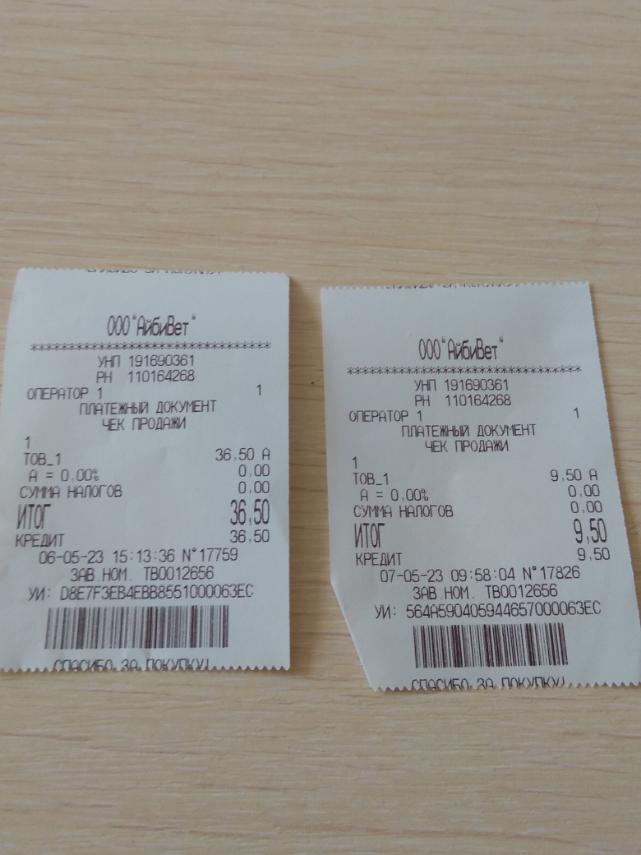 ООО "АйбиВет"
*******************************
УНП 191690361
РН 110164268
ОПЕРАТОР 1 1
ПЛАТЕЖНЫЙ ДОКУМЕНТ
ЧЕК ПРОДАЖИ
1
ТОВ_1 36,50 А
А = 0,00% 0.00
СУММА НАЛОГОВ 0,00
ИТОГ 36,50
КРЕДИТ 36,50
06-05-23 15:13:36 N°17759
ЗАВ.НОМ. ТВ0012656
УИ: D8E7F3EB4EBB8551000063EC
СПАСИБО ЗА ПОКУПКУ!
ООО "АйбиВет"
*******************************
УНП 191690361
РН 110164268
ОПЕРАТОР 1 1
ПЛАТЕЖНЫЙ ДОКУМЕНТ
ЧЕК ПРОДАЖИ
1
ТОВ_1 9,50 А
А = 0,00% 0.00
СУММА НАЛОГОВ 0,00
ИТОГ 9,50
КРЕДИТ 9,50
07-05-23 09:58:04 N°17826
ЗАВ.НОМ. ТВ0012656
УИ: 564A590405944657000063EC
СПАСИБО ЗА ПОКУПКУ!